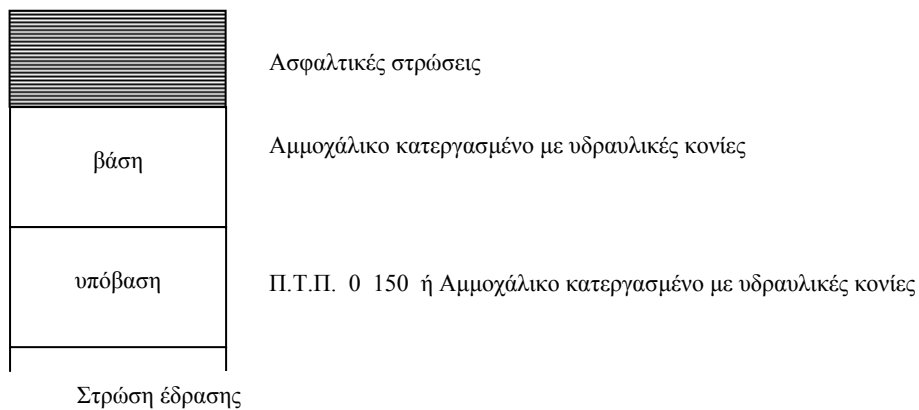 Ασφαλτικές στρώσεις
βάση
Αμμοχάλικο κατεργασμένο με υδραυλικές κονίες
υπόβαση
Π.Τ.Π. 0 150 ή Αμμοχάλικο κατεργασμένο με υδραυλικές κονίες
Στρώση έδρασης